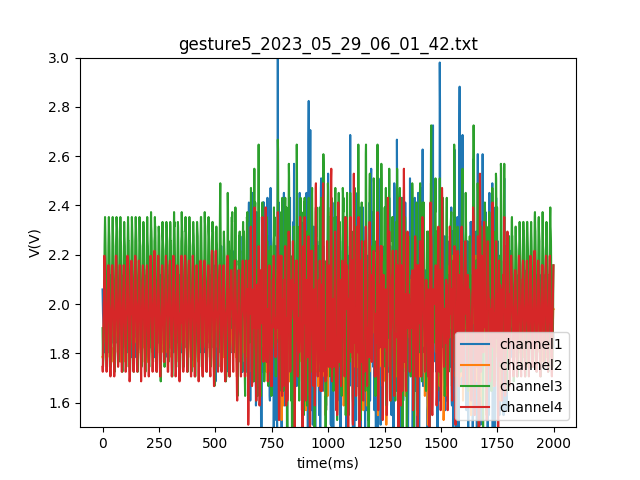 gesture5_2023_05_29_06_01_42.txt
3.0
2.8
2.6
2.4
2.2
2.0
1.8
1.6
V(V)
channel1
channel2
channel3
channel4
0 250 500 750 1000 1250 1500 1750 2000
time(ms)